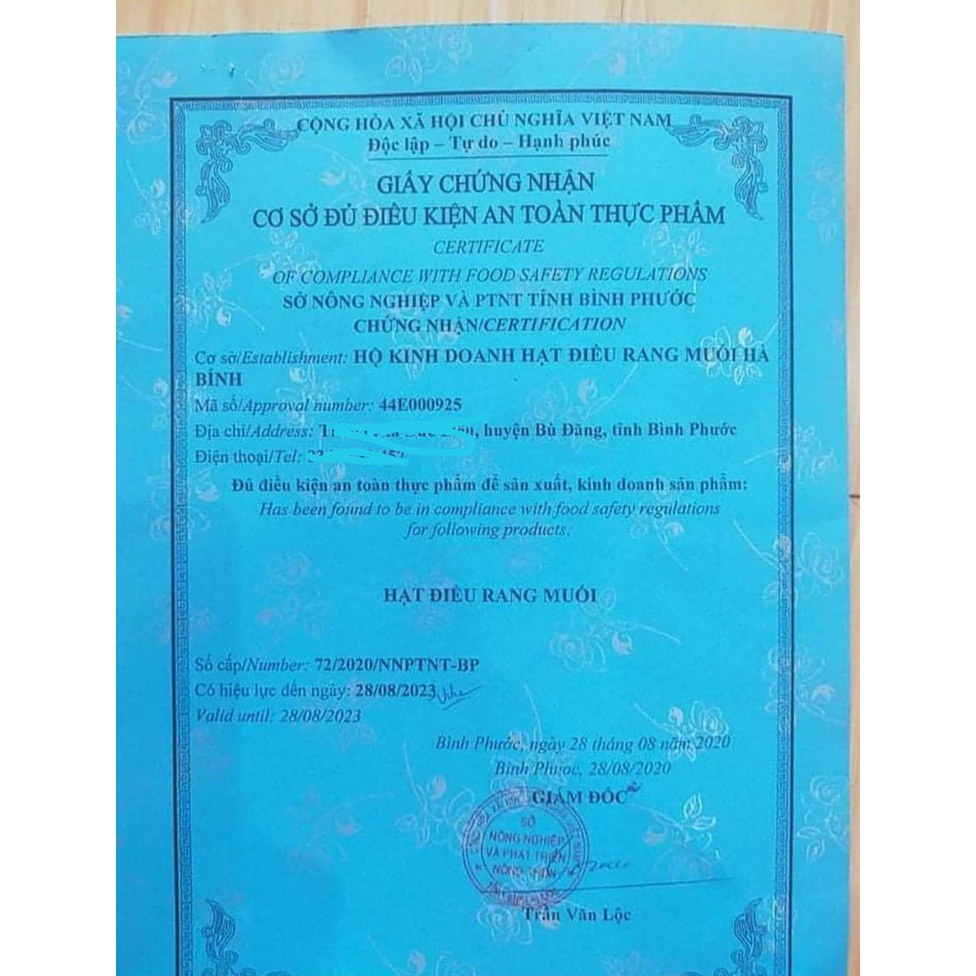 CỘNG HÒA XÃ HỘI CHỦ NGHĨA VIỆT NAM
Độc lập – Tự do – Hạnh phúc
GIẤY CHỨNG NHẬN
CƠ SỞ ĐỦ ĐIỀU KIỆN AN TOÀN THỰC PHẨM
CERTIFICATE
OF COMPLIANCE WITH FOOD SAFETY REGULATIONS
SỞ NÔNG NGHIỆP VÀ PTNT TỈNH BÌNH PHƯỚC
CHỨNG NHẬN/CERTIFICATION
Cơ sở/Establishment: HỘ KINH DOANH HẠT ĐIỀU RANG MUỐI HÀ
BÍNH
Mã số/Approval number: 44E000925
Địa chỉ/Address: huyện Bù Đăng, tỉnh Bình Phước
Điện thoại/Tel:
Đủ điều kiện an toàn thực phẩm để sản xuất, kinh doanh sản phẩm:
Has been found to be in compliance with food safety regulations
for following products:
HẠT ĐIỀU RANG MUỐI
Số cấp/Number: 72/2020/NNPTNT-BP
Có hiệu lực đến ngày: 28/08/2023
Valid until: 28/08/2023
Bình Phước, ngày 28 tháng 08 năm 2020
Binh Phuoc, 28/08/2020
GIÁM ĐỐC
SỞ
NÔNG NGHIỆP
VÀ PHÁT TRIỂN
NÔNG THÔN
Trần Văn Lộc